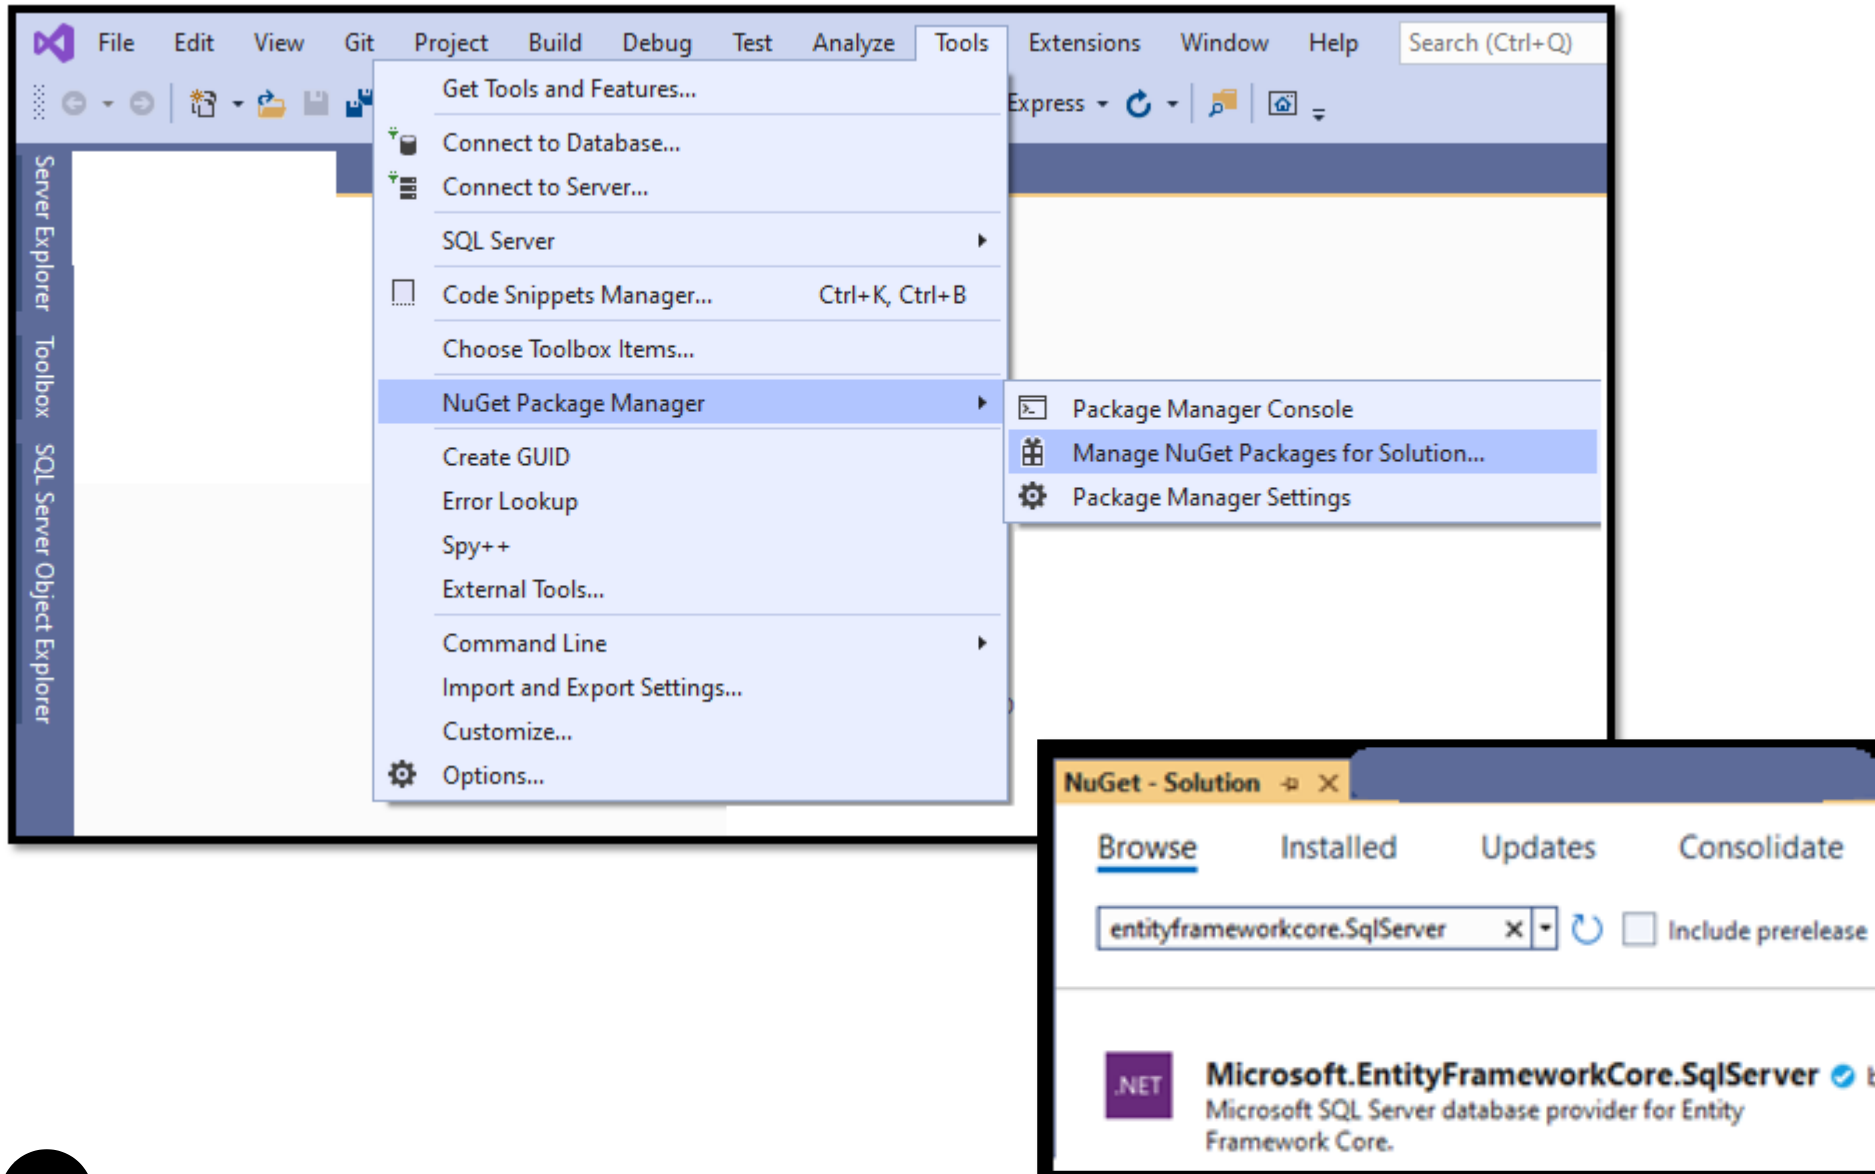 File Edit View Git Project Build Debug Test Analyze Tools Extensions Window Help Search (Ctrl+Q)
Express
Get Tools and Features...
Connect to Database...
Connect to Server...
SQL Server
Code Snippets Manager... Ctrl+K, Ctrl+B
Choose Toolbox Items...
NuGet Package Manager
Create GUID
Error Lookup
Spy++
External Tools...
Command Line
Import and Export Settings...
Customize...
Options...
Package Manager Console
Manage NuGet Packages for Solution...
Package Manager Settings
Server Explorer
Toolbox
SQL Server Object Explorer
NuGet - Solution
Browse Installed Updates Consolidate
entityframeworkcore.SqlServer Include prerelease
.NET
Microsoft.EntityFrameworkCore.SqlServer
Microsoft SQL Server database provider for Entity
Framework Core.